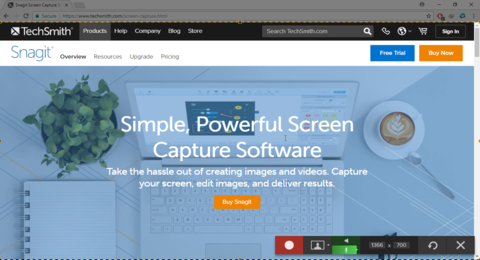 Snagit Screen Capture
Secure
https://www.techsmith.com/screen-capture.html
TechSmith
Products
Help
Company
Blog
Store
Search TechSmith.com
Sign In
Snagit
Overview
Resources
Upgrade
Pricing
Free Trial
Buy Now
Simple, Powerful Screen
Capture Software
Take the hassle out of creating images and videos. Capture
your screen, edit images, and deliver results.
Buy Snagit
1366 x 700